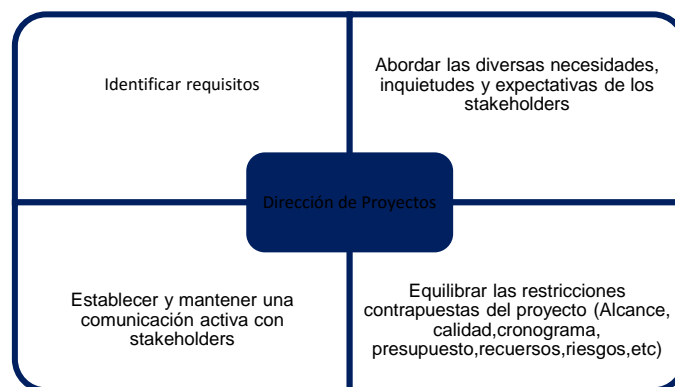 Identificar requisitos
Abordar las diversas necesidades,
inquietudes y expectativas de los
stakeholders
Dirección de Proyectos
Establecer y mantener una
comunicación activa con
stakeholders
Equilibrar las restricciones
contrapuestas del proyecto (Alcance,
calidad,cronograma,
presupuesto,recuersos,riesgos,etc)